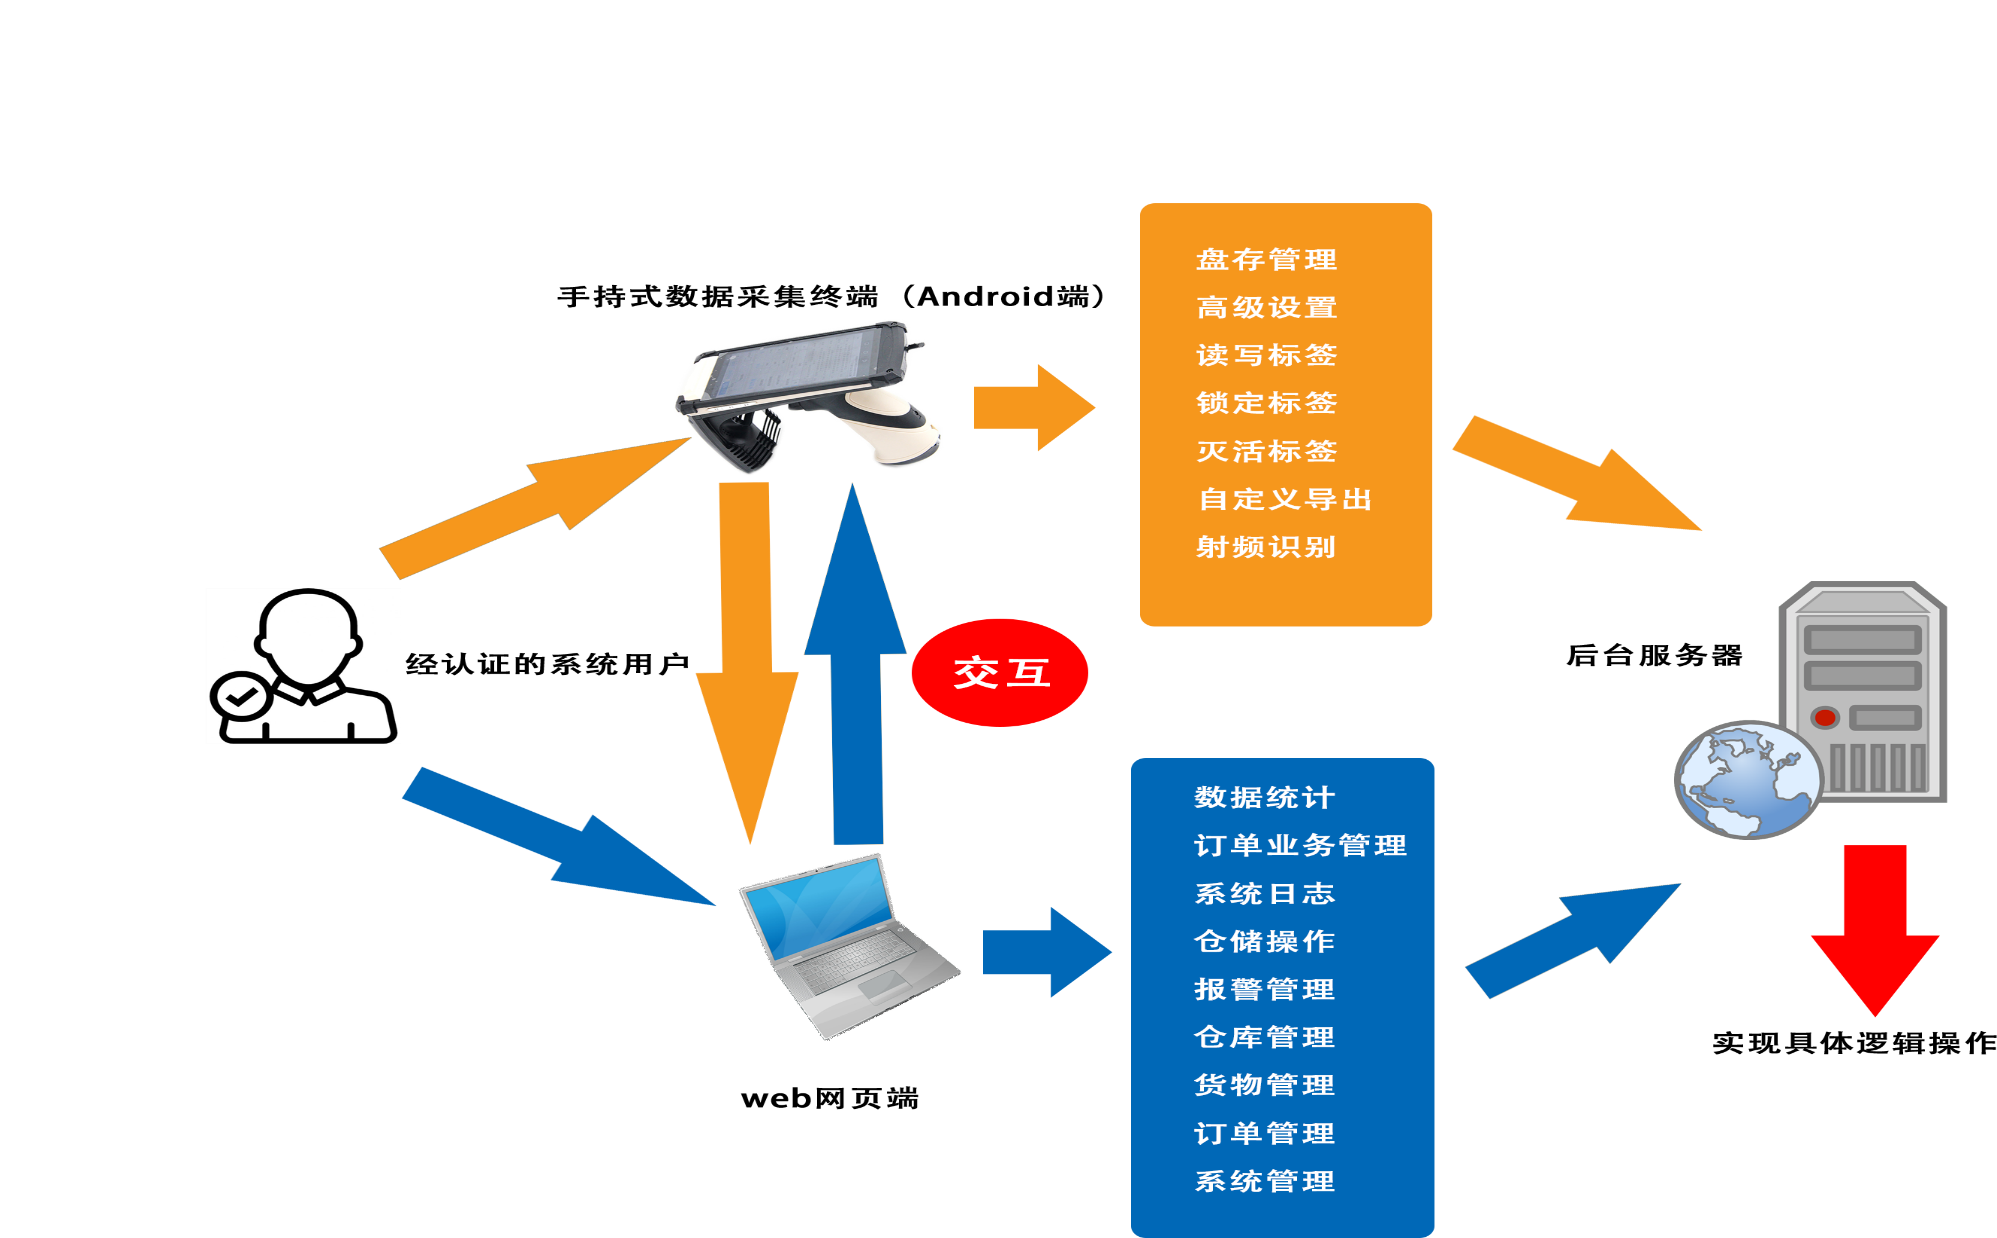 手持式数据采集终端（Android端）
盘存管理
高级设置
读写标签
锁定标签
灭活标签
自定义导出
射频识别
经认证的系统用户
交互
后台服务器
数据统计
订单业务管理
系统日志
仓储操作
报警管理
仓库管理
货物管理
订单管理
系统管理
web网页端
实现具体逻辑操作